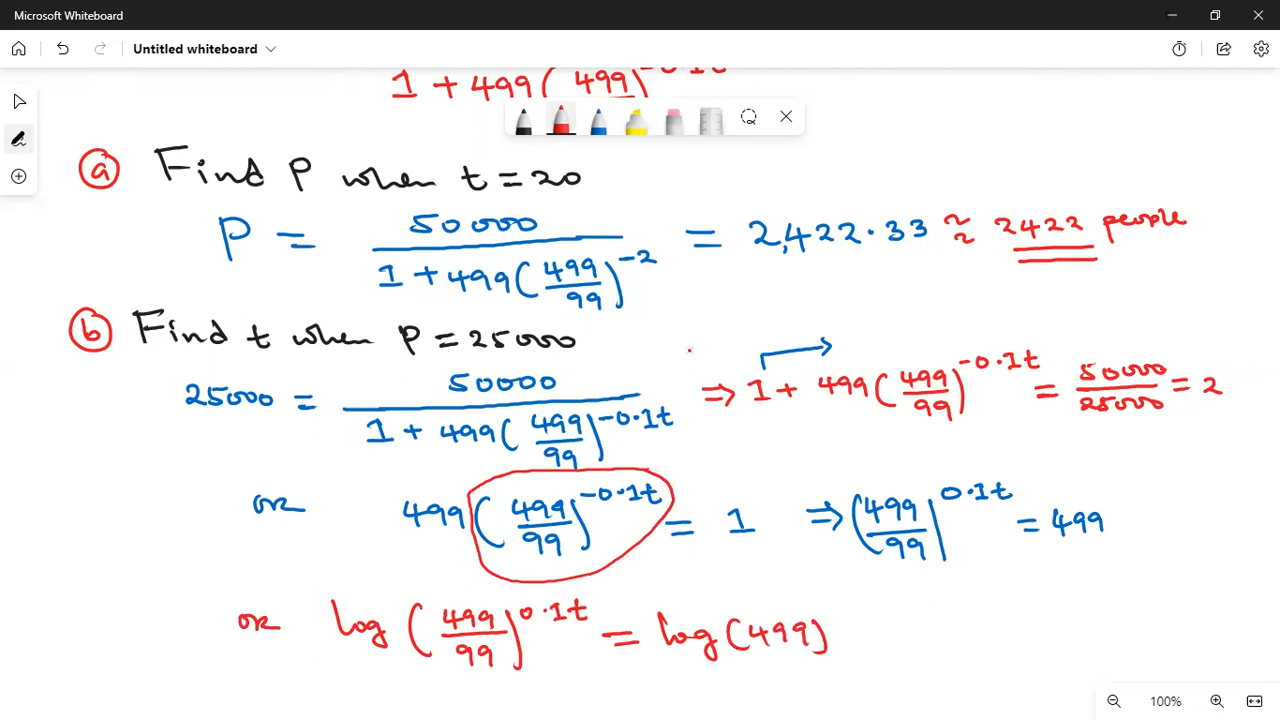 Microsoft Whiteboard
Untitled whiteboard
1 + 499(499/99)^-0.1t
(a) Find P when t = 20
P = 50000 / (1 + 499(499/99)^-2) = 2,422.33 ≈ 2422 people
(b) Find t when P = 25000
25000 = 50000 / (1 + 499(499/99)^-0.1t) ⇒ 1 + 499(499/99)^-0.1t = 50000/25000 = 2
or 499(499/99)^-0.1t = 1 ⇒ (499/99)^0.1t = 499
or log(499/99)^0.1t = log(499)
100%